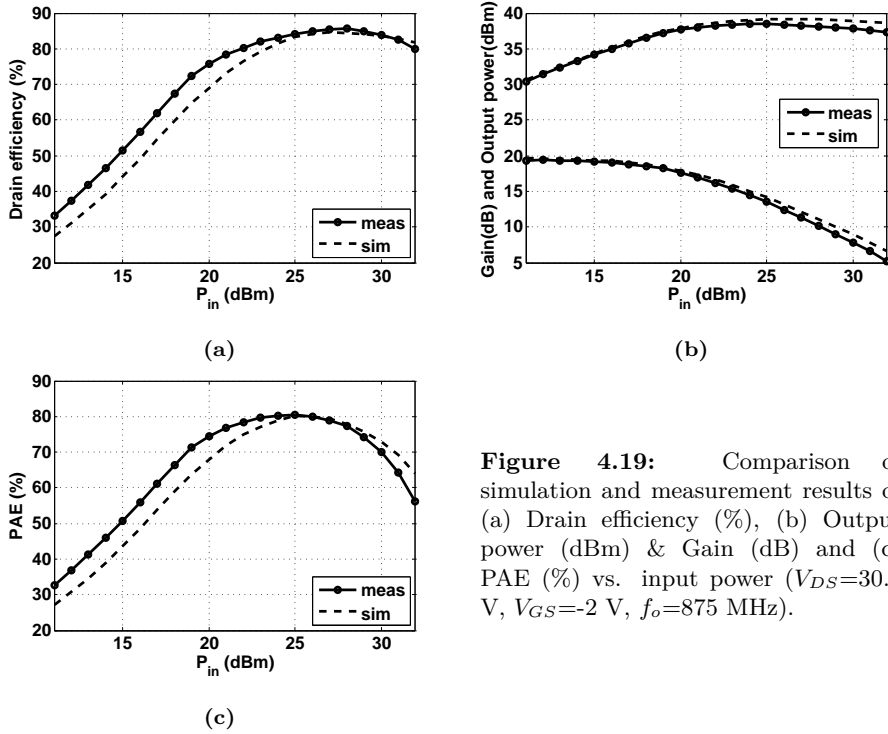 90
80
70
60
50
40
30
20
Drain efficiency (%)
15 20 25 30
P_in (dBm)
meas
sim
(a)
40
35
30
25
20
15
10
5
Gain(dB) and Output power(dBm)
15 20 25 30
P_in (dBm)
meas
sim
(b)
90
80
70
60
50
40
30
20
PAE (%)
15 20 25 30
P_in (dBm)
meas
sim
(c)
Figure 4.19: Comparison
simulation and measurement results
(a) Drain efficiency (%), (b) Outpu
power (dBm) & Gain (dB) and
PAE (%) vs. input power (V_DS=30.
V, V_GS=-2 V, f_o=875 MHz).